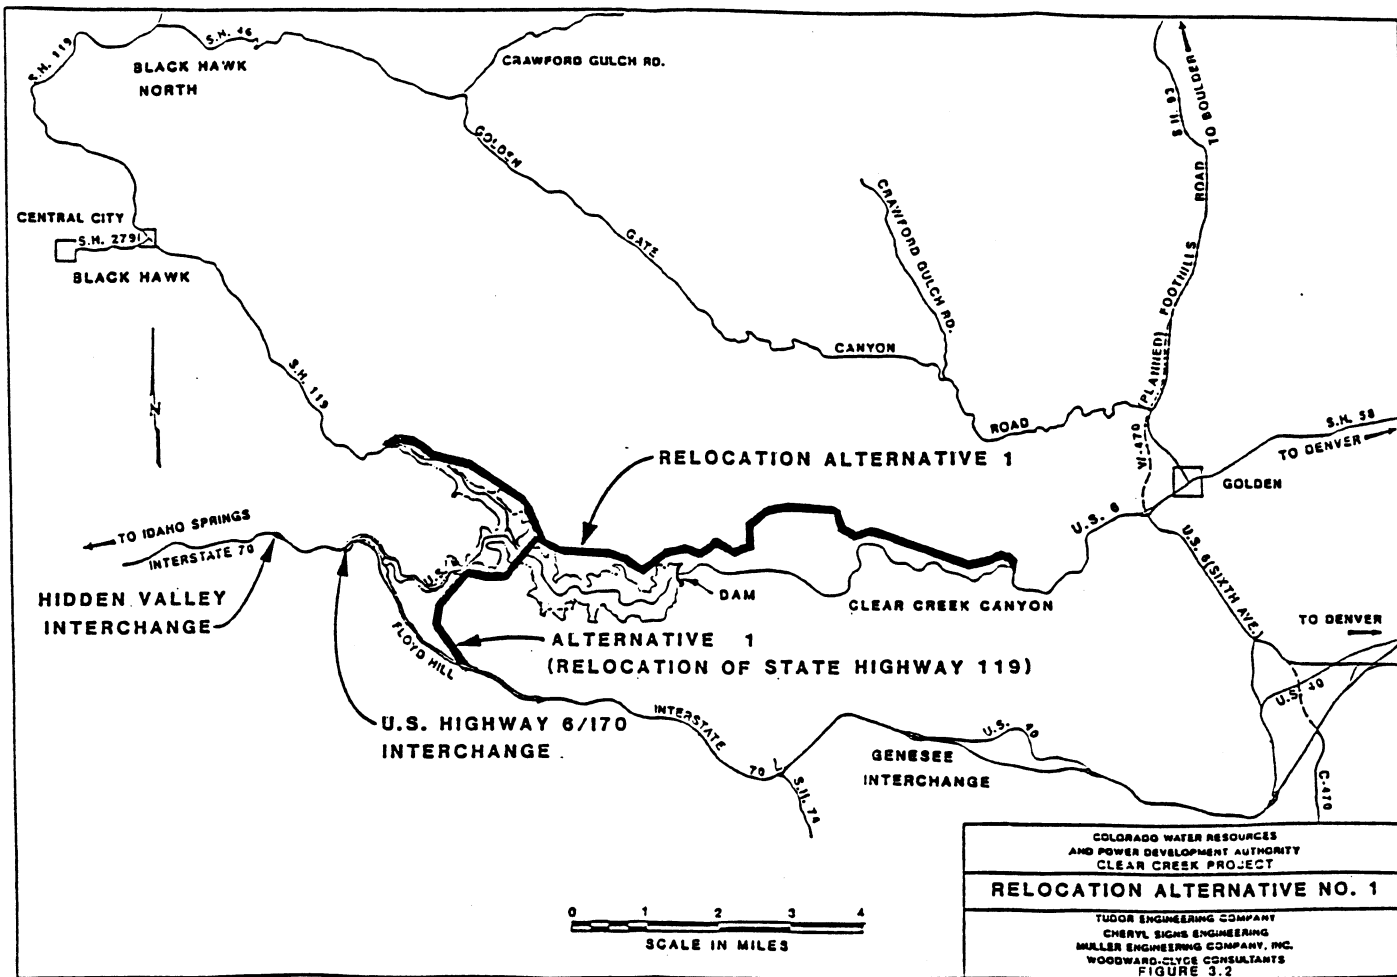 S.H. 119
S.H. 46
BLACK HAWK
NORTH
CRAWFORD GULCH RD.
S.H. 93
TO BOULDER
GOLDEN
GATE
CANYON
ROAD
CRAWFORD GULCH RD.
(PLANNED)
FOOTHILLS
ROAD
CENTRAL CITY
S.H. 279
BLACK HAWK
N
S.H. 119
W-470
S.H. 58
TO DENVER
GOLDEN
RELOCATION ALTERNATIVE 1
TO IDAHO SPRINGS
INTERSTATE 70
U.S. 6
U.S. 6
U.S. 6(SIXTH AVE.)
HIDDEN VALLEY
INTERCHANGE
DAM
CLEAR CREEK CANYON
TO DENVER
FLOYD HILL
ALTERNATIVE 1
(RELOCATION OF STATE HIGHWAY 119)
U.S. HIGHWAY 6/170
INTERCHANGE
INTERSTATE
70
S.H. 74
U.S. 40
GENESEE
INTERCHANGE
U.S. 40
C-470
0 1 2 3 4
SCALE IN MILES
COLORADO WATER RESOURCES
AND POWER DEVELOPMENT AUTHORITY
CLEAR CREEK PROJECT
RELOCATION ALTERNATIVE NO. 1
TUDOR ENGINEERING COMPANY
CHERYL SIGNS ENGINEERING
MULLER ENGINEERING COMPANY, INC.
WOODWARD-CLYDE CONSULTANTS
FIGURE 3.2